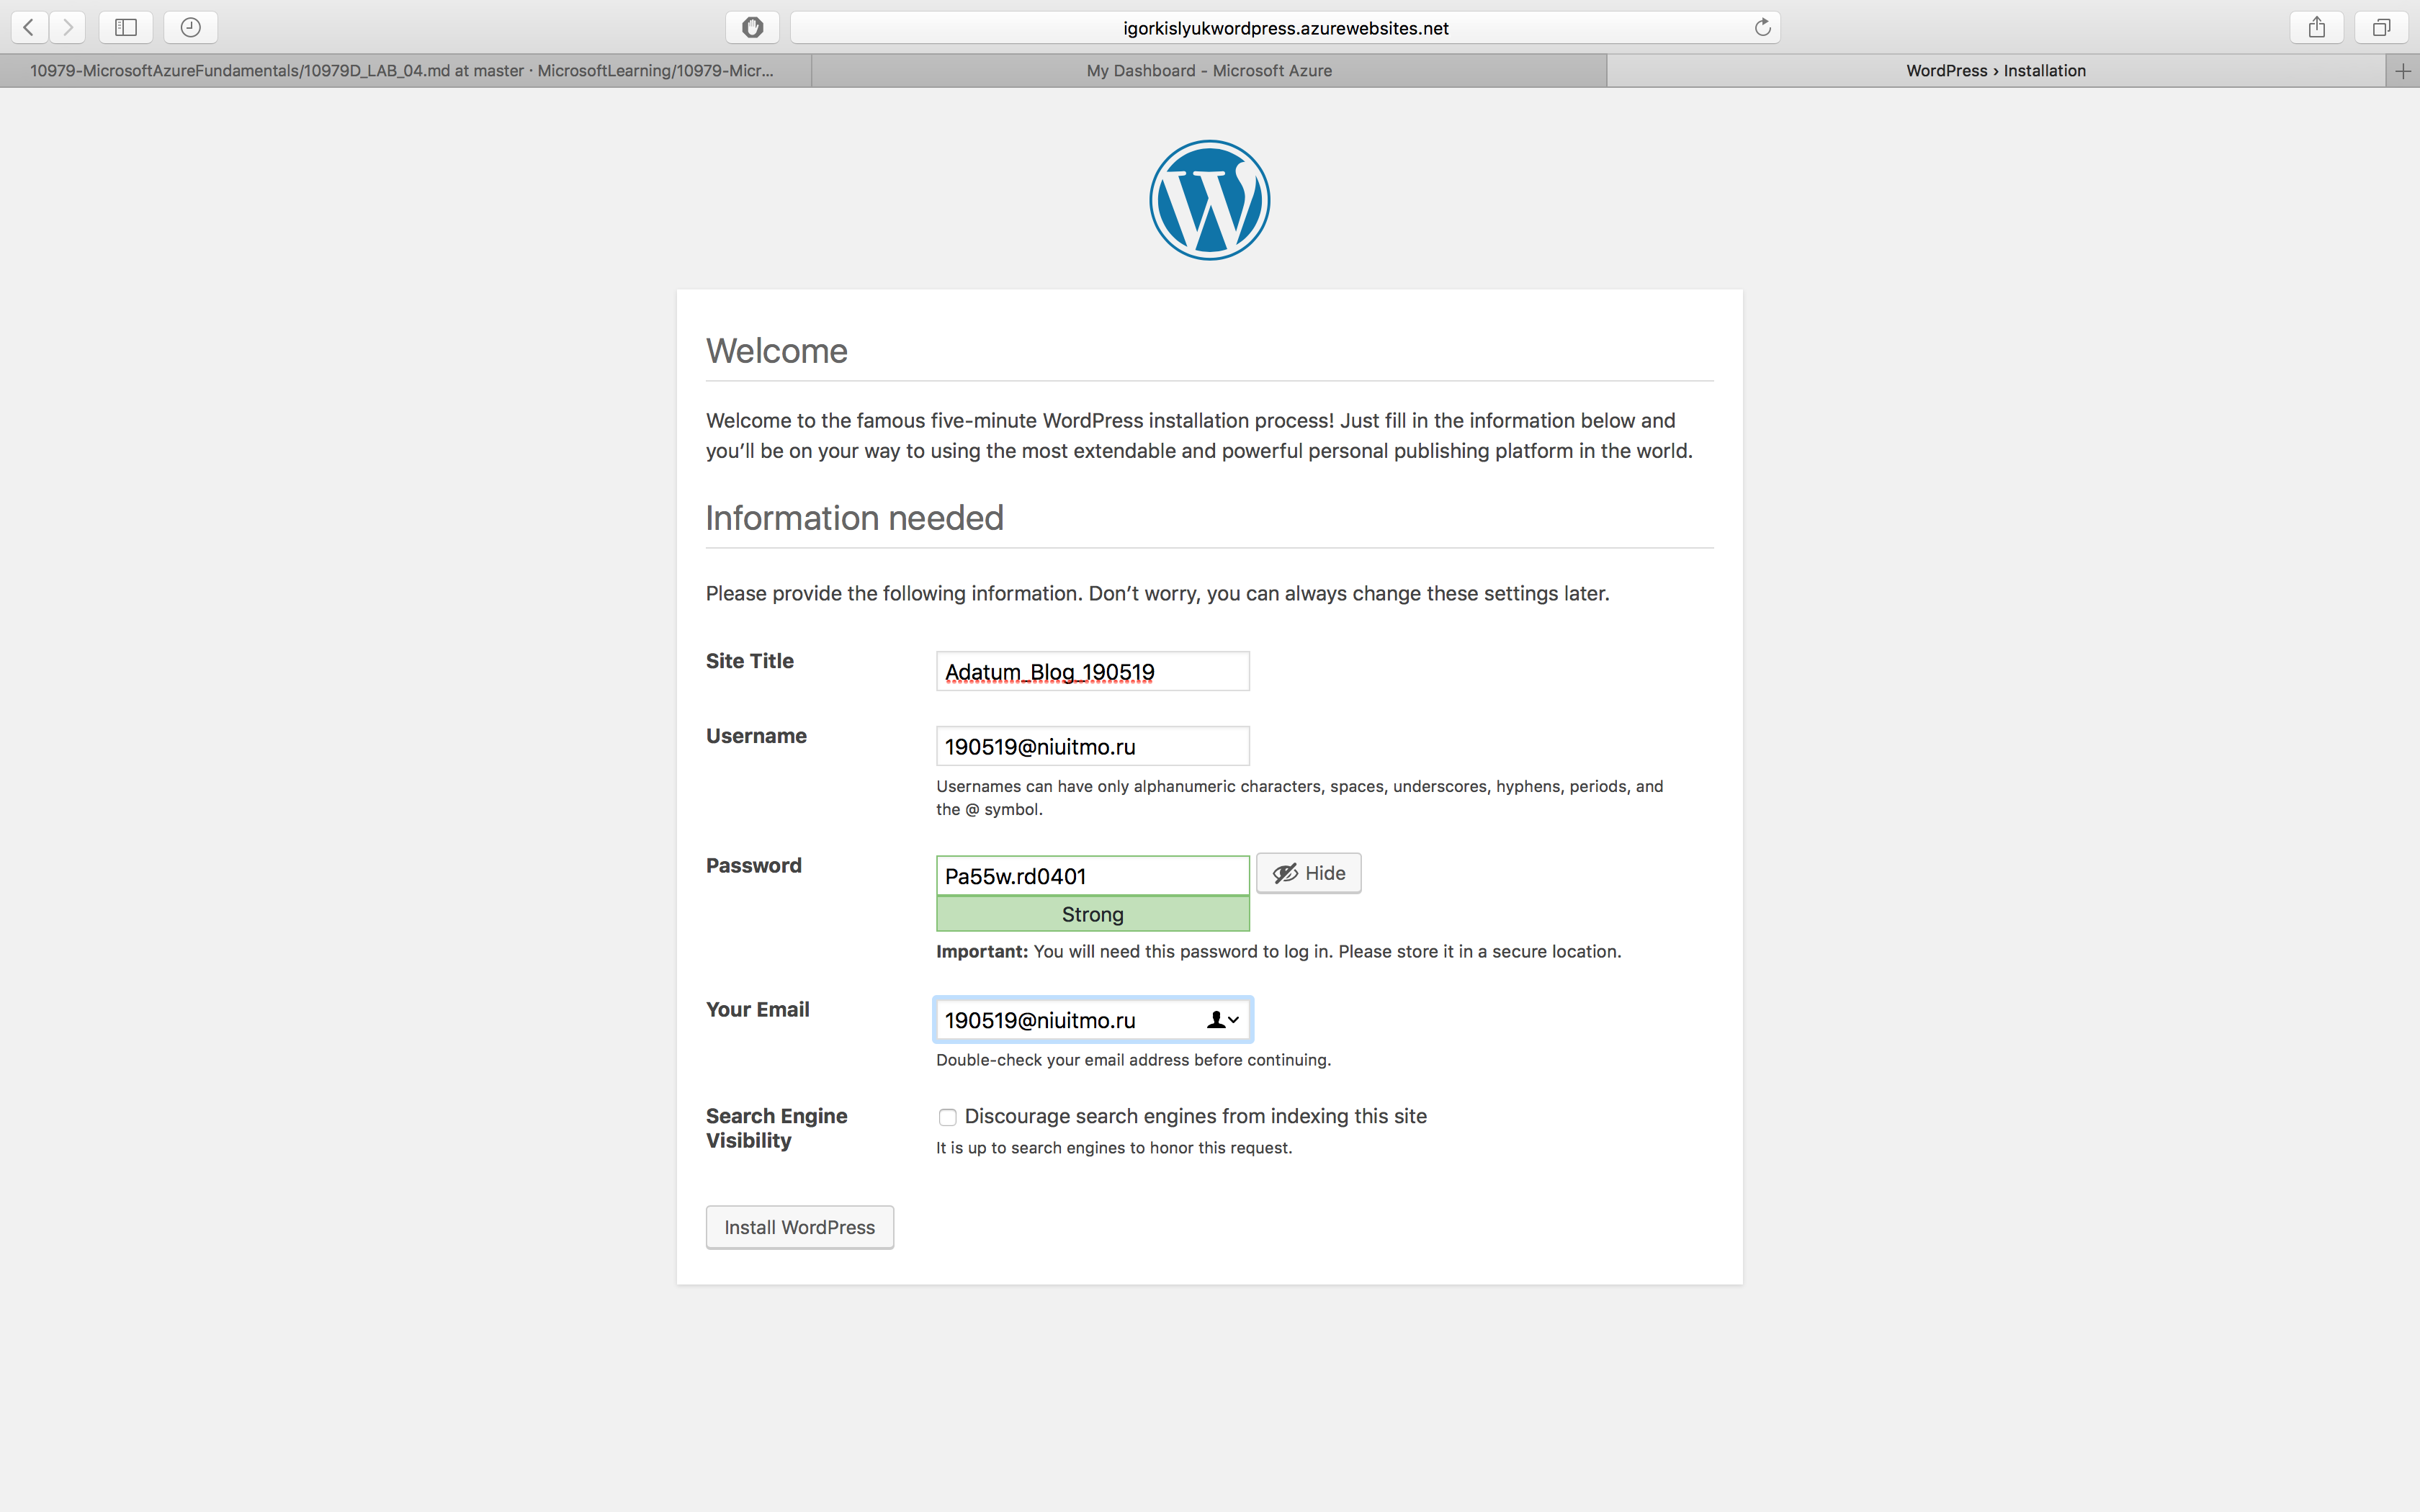 igorkislyukwordpress.azurewebsites.net
10979-MicrosoftAzureFundamentals/10979D_LAB_04.md at master · MicrosoftLearning/10979-Micr...
My Dashboard - Microsoft Azure
WordPress › Installation
Welcome
Welcome to the famous five-minute WordPress installation process! Just fill in the information below and
you’ll be on your way to using the most extendable and powerful personal publishing platform in the world.
Information needed
Please provide the following information. Don’t worry, you can always change these settings later.
Site Title
Adatum_Blog_190519
Username
190519@niuitmo.ru
Usernames can have only alphanumeric characters, spaces, underscores, hyphens, periods, and
the @ symbol.
Password
Pa55w.rd0401
Hide
Strong
Important: You will need this password to log in. Please store it in a secure location.
Your Email
190519@niuitmo.ru
Double-check your email address before continuing.
Search Engine
Visibility
Discourage search engines from indexing this site
It is up to search engines to honor this request.
Install WordPress